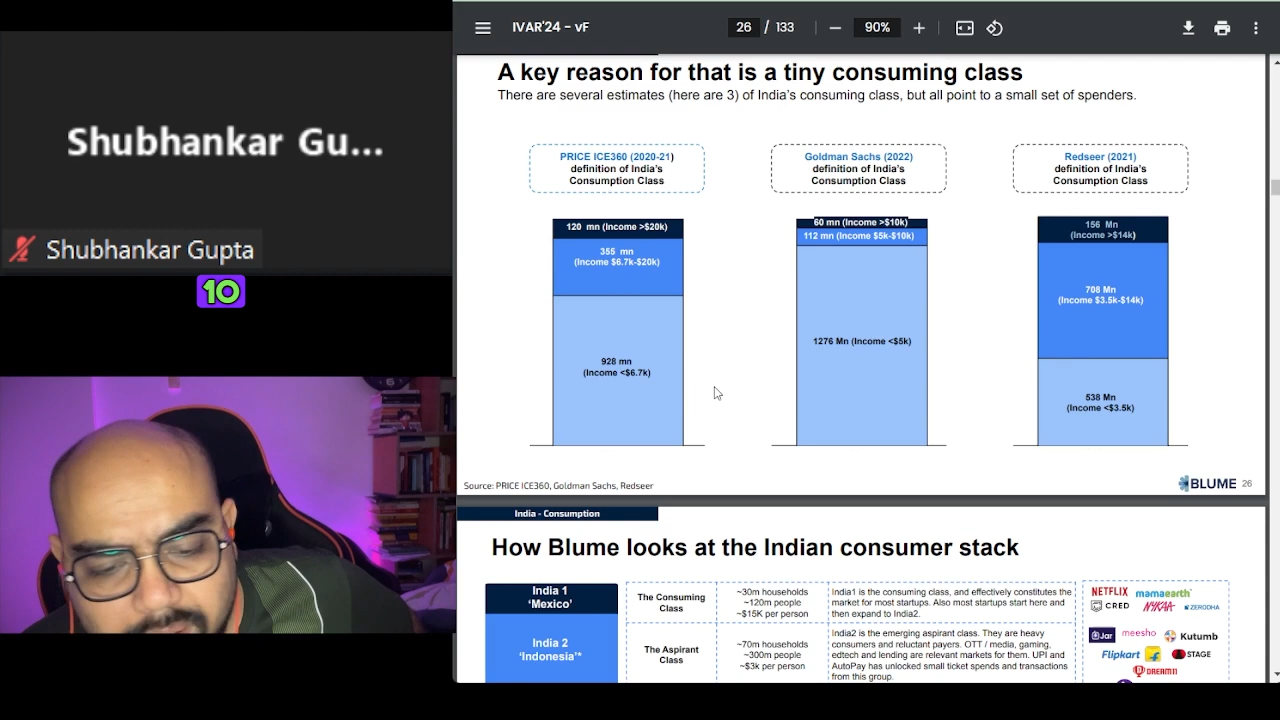 Shubhankar Gu...
Shubhankar Gupta
10
IVAR'24 - vF
26 / 133
90%
A key reason for that is a tiny consuming class
There are several estimates (here are 3) of India's consuming class, but all point to a small set of spenders.
PRICE ICE360 (2020-21)
definition of India's
Consumption Class
120 mn (Income >$20k)
355 mn
(Income $6.7k-$20k)
928 mn
(Income <$6.7k)
Goldman Sachs (2022)
definition of India's
Consumption Class
60 mn (Income >$10k)
112 mn (Income $5k-$10k)
1276 Mn (Income <$5k)
Redseer (2021)
definition of India's
Consumption Class
156 Mn
(Income >$14k)
708 Mn
(Income $3.5k-$14k)
538 Mn
(Income <$3.5k)
Source: PRICE ICE360, Goldman Sachs, Redseer
BLUME 26
India - Consumption
How Blume looks at the Indian consumer stack
India 1
'Mexico'
The Consuming
Class
~30m households
~120m people
~$15K per person
India1 is the consuming class, and effectively constitutes the
market for most startups. Also most startups start here and
then expand to India2.
NETFLIX mamaearth
CRED NYKAA ZERODHA
India 2
'Indonesia'*
The Aspirant
Class
~70m households
~300m people
~$3k per person
India2 is the emerging aspirant class. They are heavy
consumers and reluctant payers. OTT / media, gaming,
edtech and lending are relevant markets for them. UPI and
AutoPay has unlocked small ticket spends and transactions
from this group.
Jar meesho Kutumb
Flipkart STAGE
DREAM11